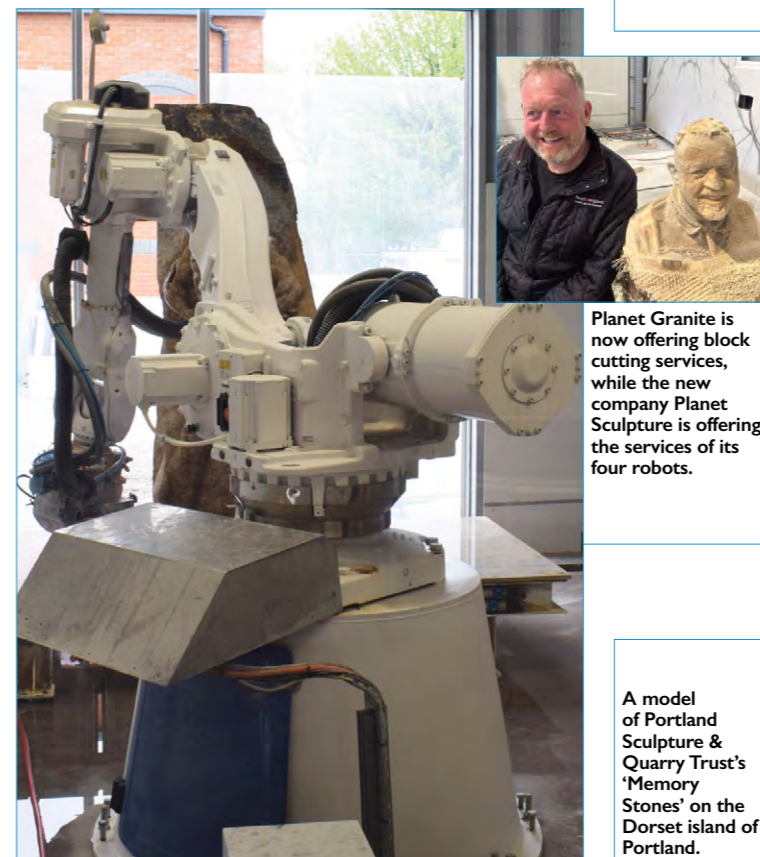 Planet Granite is
now offering block
cutting services,
while the new
company Planet
Sculpture is offering
the services of its
four robots.
A model
of Portland
Sculpture &
Quarry Trust’s
‘Memory
Stones’ on the
Dorset island of
Portland.